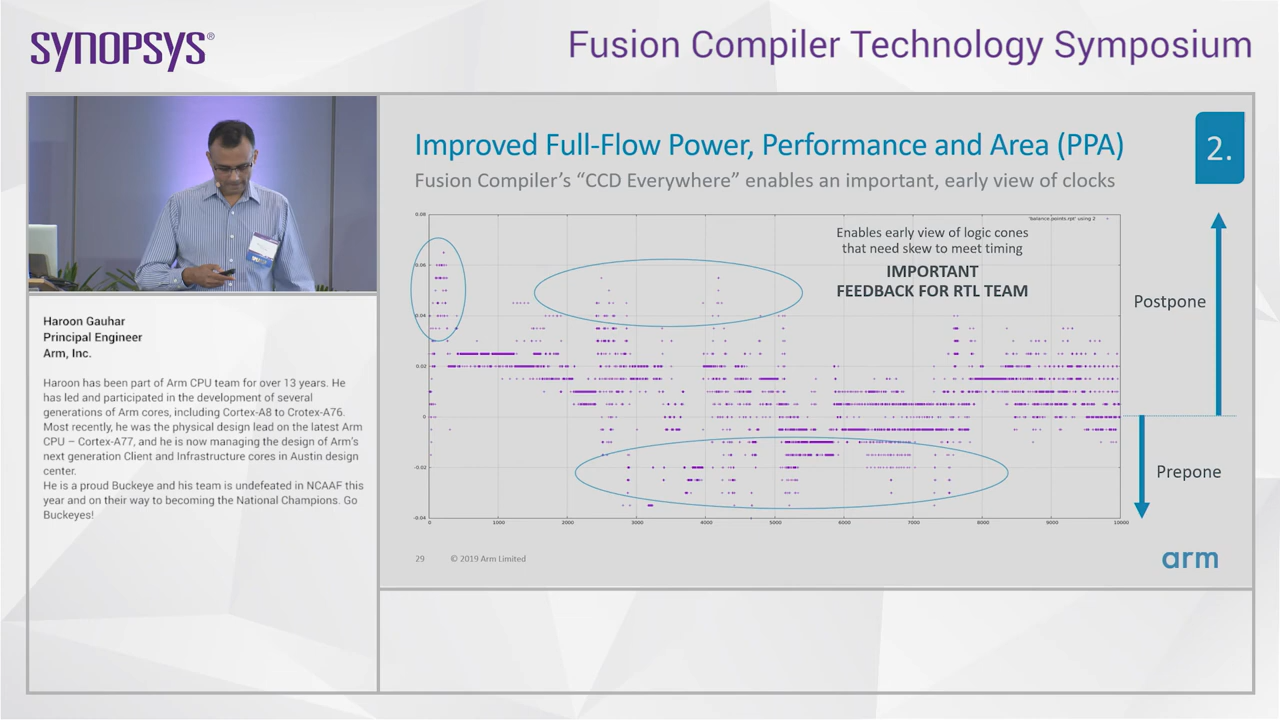 SYNOPSYS®
Fusion Compiler Technology Symposium
Improved Full-Flow Power, Performance and Area (PPA)
2.
Fusion Compiler's “CCD Everywhere” enables an important, early view of clocks
'balance.points.rpt' using 2
0.08
0.06
0.04
0.02
0
-0.02
-0.04
0
1000
2000
3000
4000
5000
6000
7000
8000
9000
10000
Enables early view of logic cones
that need skew to meet timing
IMPORTANT
FEEDBACK FOR RTL TEAM
Postpone
Prepone
29
© 2019 Arm Limited
arm
Haroon Gauhar
Principal Engineer
Arm, Inc.
Haroon has been part of Arm CPU team for over 13 years. He
has led and participated in the development of several
generations of Arm cores, including Cortex-A8 to Crotex-A76.
Most recently, he was the physical design lead on the latest Arm
CPU – Cortex-A77, and he is now managing the design of Arm's
next generation Client and Infrastructure cores in Austin design
center.
He is a proud Buckeye and his team is undefeated in NCAAF this
year and on their way to becoming the National Champions. Go
Buckeyes!